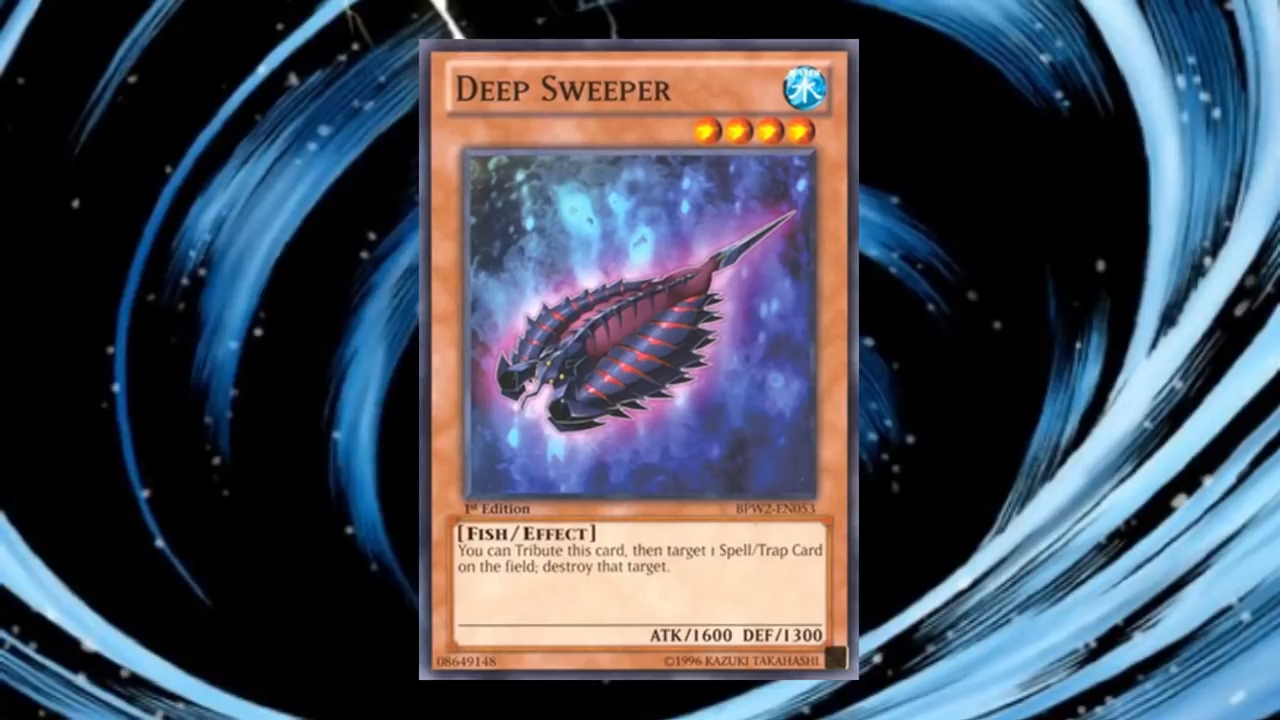 Deep Sweeper
水
1st Edition
BPW2-EN053
[Fish/Effect]
You can Tribute this card, then target 1 Spell/Trap Card
on the field; destroy that target.
ATK/1600 DEF/1300
08649148
©1996 KAZUKI TAKAHASHI